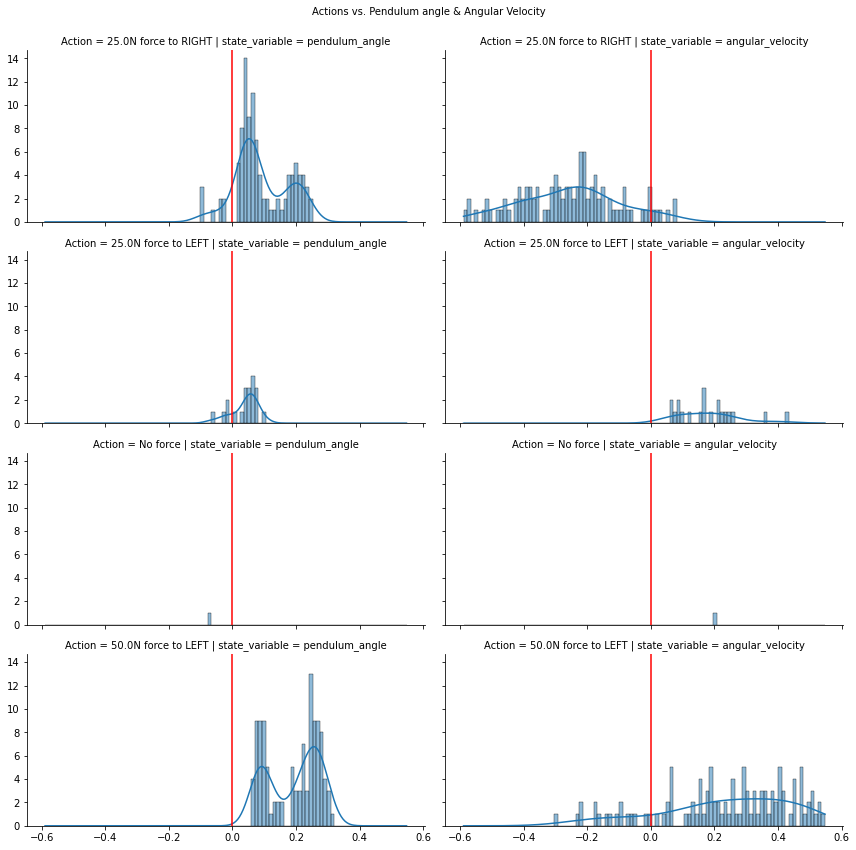 Actions vs. Pendulum angle & Angular Velocity
Action = 25.0N force to RIGHT | state_variable = pendulum_angle
Action = 25.0N force to RIGHT | state_variable = angular_velocity
14
12
10
8
6
4
2
0
Action = 25.0N force to LEFT | state_variable = pendulum_angle
Action = 25.0N force to LEFT | state_variable = angular_velocity
14
12
10
8
6
4
2
0
Action = No force | state_variable = pendulum_angle
Action = No force | state_variable = angular_velocity
14
12
10
8
6
4
2
0
Action = 50.0N force to LEFT | state_variable = pendulum_angle
Action = 50.0N force to LEFT | state_variable = angular_velocity
14
12
10
8
6
4
2
0
−0.6 −0.4 −0.2 0.0 0.2 0.4 0.6
−0.6 −0.4 −0.2 0.0 0.2 0.4 0.6